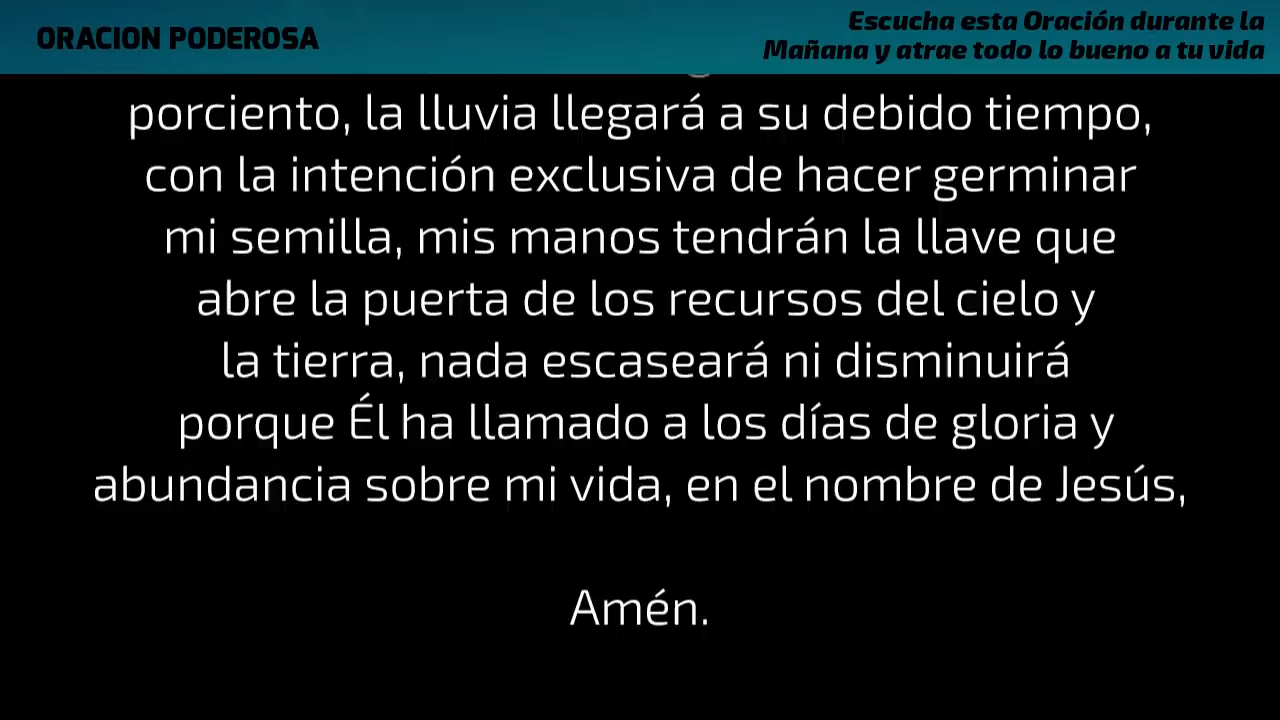 ORACION PODEROSA
Escucha esta Oración durante la
Mañana y atrae todo lo bueno a tu vida
porciento, la lluvia llegará a su debido tiempo,
con la intención exclusiva de hacer germinar
mi semilla, mis manos tendrán la llave que
abre la puerta de los recursos del cielo y
la tierra, nada escaseará ni disminuirá
porque Él ha llamado a los días de gloria y
abundancia sobre mi vida, en el nombre de Jesús,
Amén.